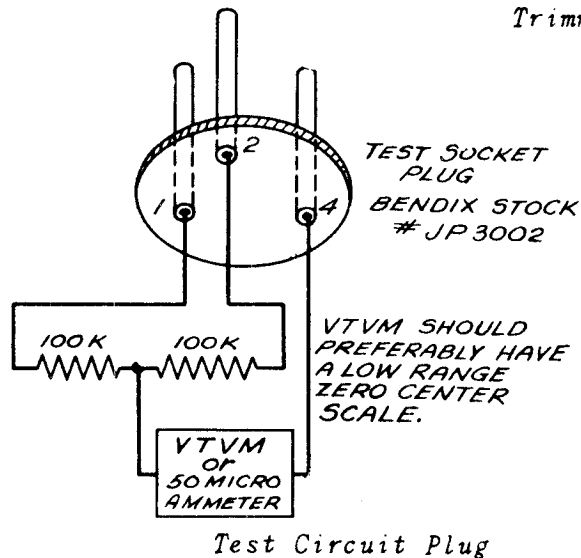 Trimm
2
TEST SOCKET
PLUG
1
4
BENDIX STOCK
# JP3002
100K
100K
VTVM SHOULD
PREFERABLY HAVE
A LOW RANGE
ZERO CENTER
SCALE.
VTVM
or
50 MICRO
AMMETER
Test Circuit Plug